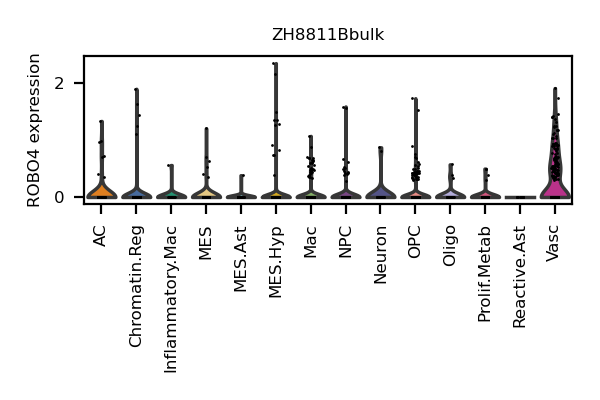 ZH8811Bbulk
ROBO4 expression
2
0
AC
Chromatin.Reg
Inflammatory.Mac
MES
MES.Ast
MES.Hyp
Mac
NPC
Neuron
OPC
Oligo
Prolif.Metab
Reactive.Ast
Vasc